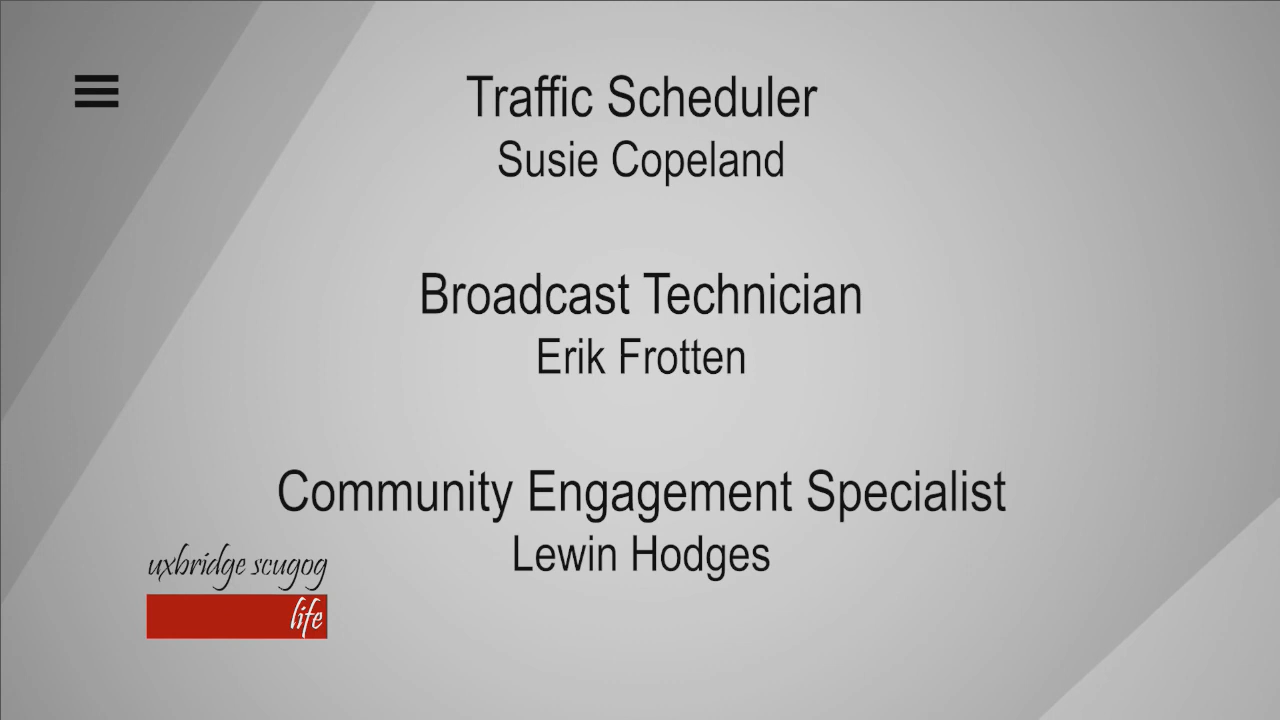 Traffic Scheduler
Susie Copeland
Broadcast Technician
Erik Frotten
Community Engagement Specialist
Lewin Hodges
uxbridge scugog
life